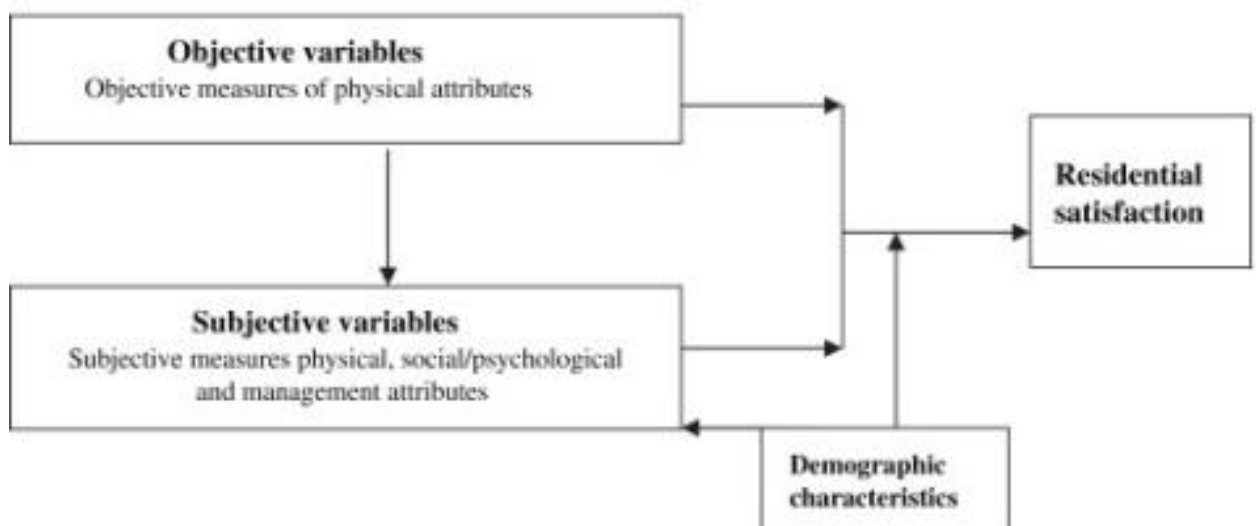 Objective variables
Objective measures of physical attributes
Residential
satisfaction
Subjective variables
Subjective measures physical, social/psychological
and management attributes
Demographic
characteristics